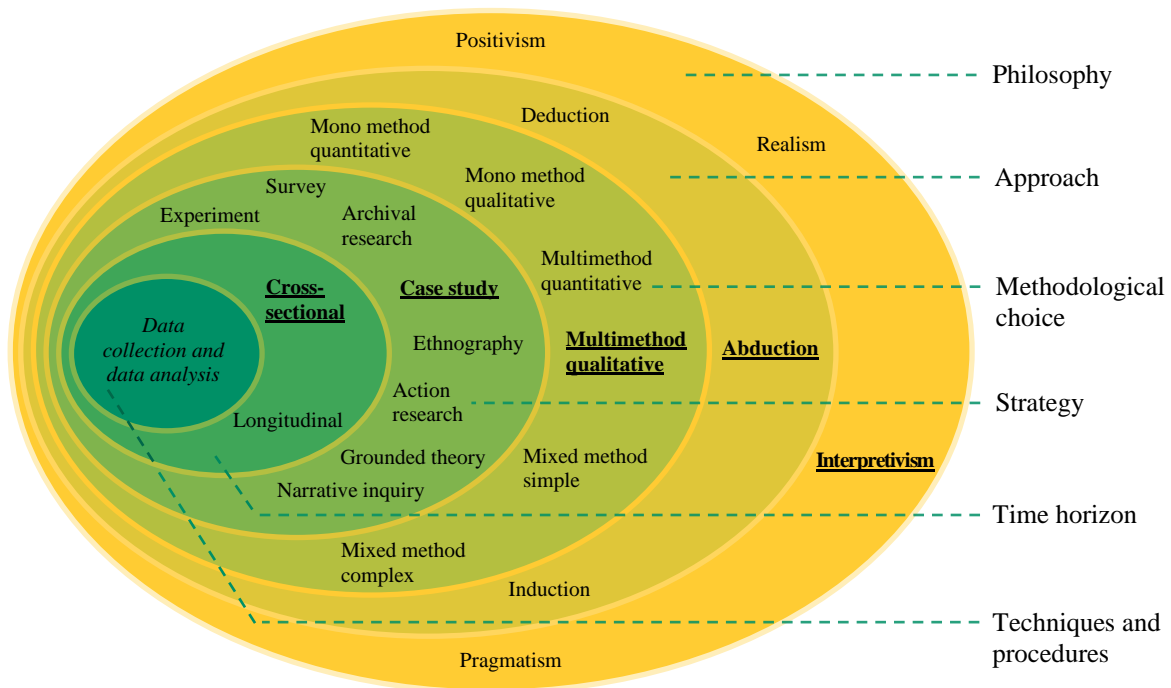 Positivism
Philosophy
Deduction
Mono method
quantitative
Realism
Mono method
qualitative
Approach
Survey
Experiment
Archival
research
Multimethod
quantitative
Cross-
sectional
Case study
Methodological
choice
Data
collection and
data analysis
Ethnography
Multimethod
qualitative
Abduction
Action
research
Strategy
Longitudinal
Grounded theory
Mixed method
simple
Interpretivism
Narrative inquiry
Time horizon
Mixed method
complex
Induction
Techniques and
procedures
Pragmatism